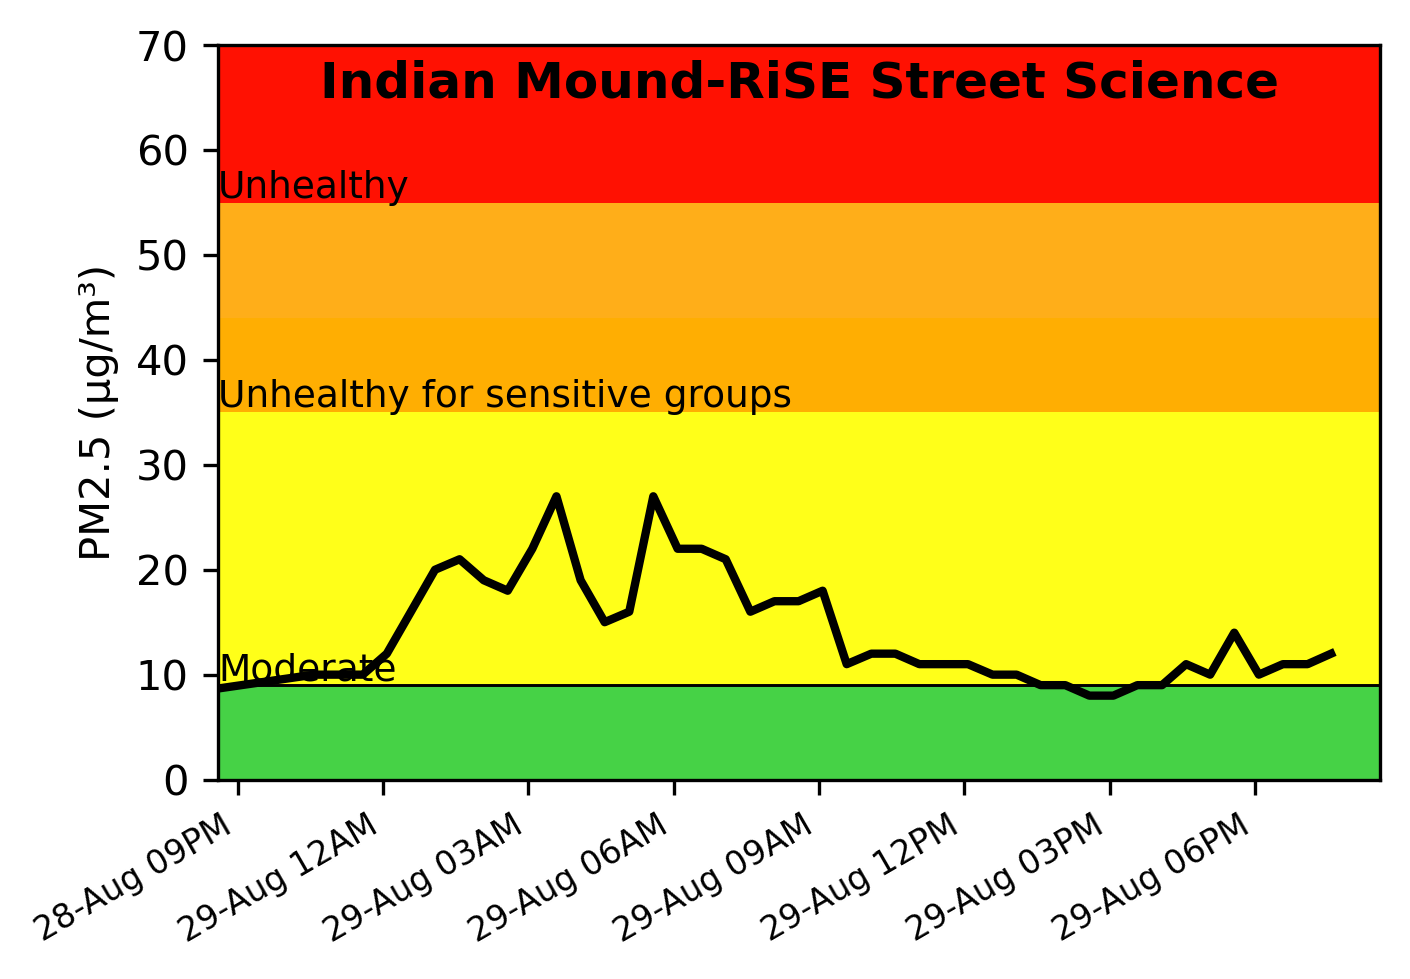 Indian Mound-RiSE Street Science
PM2.5 (µg/m³)
70
60
50
40
30
20
10
0
Unhealthy
Unhealthy for sensitive groups
Moderate
28-Aug 09PM
29-Aug 12AM
29-Aug 03AM
29-Aug 06AM
29-Aug 09AM
29-Aug 12PM
29-Aug 03PM
29-Aug 06PM